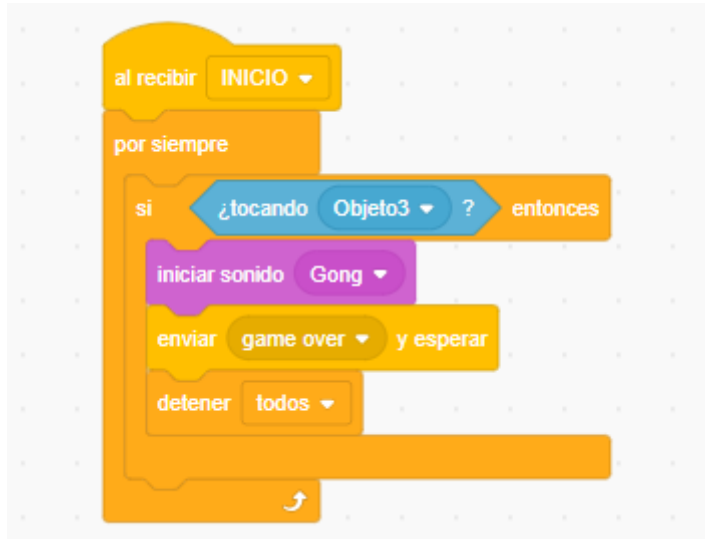 al recibir INICIO
por siempre
si ¿tocando Objeto3 ? entonces
iniciar sonido Gong
enviar game over y esperar
detener todos